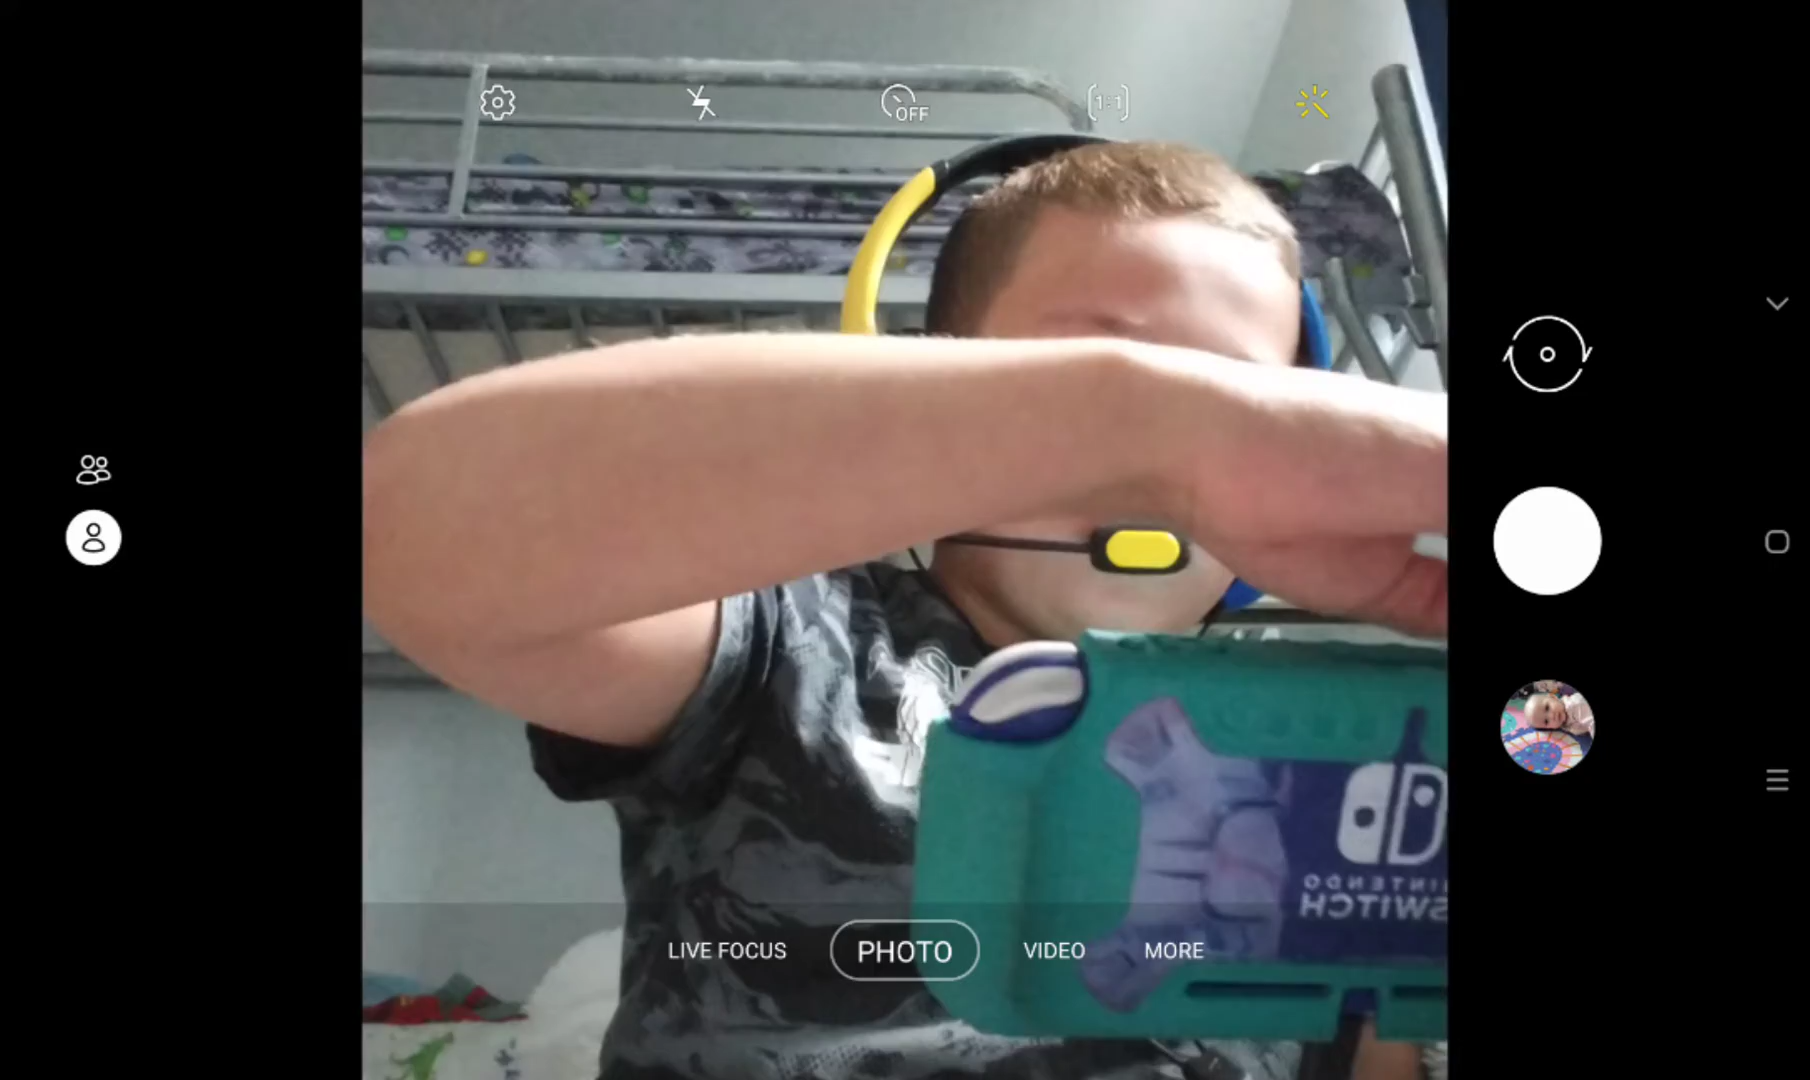 OFF
1:1
NINTENDO
SWITCH
LIVE FOCUS
PHOTO
VIDEO
MORE